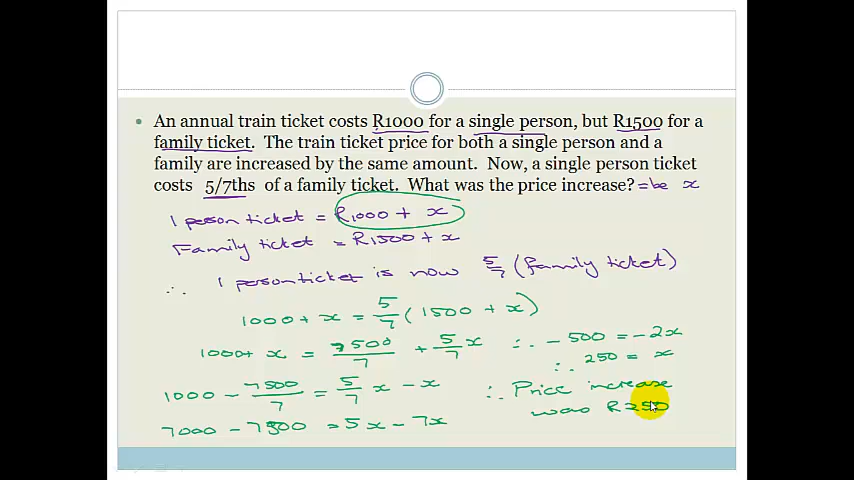 • An annual train ticket costs R1000 for a single person, but R1500 for a
family ticket. The train ticket price for both a single person and a
family are increased by the same amount. Now, a single person ticket
costs 5/7ths of a family ticket. What was the price increase? = be x
1 person ticket = R1000 + x
Family ticket = R1500 + x
∴ 1 person ticket is now 5/7 (family ticket)
1000 + x = 5/7 (1500 + x)
1000 + x = 7500/7 + 5/7 x
1000 - 7500/7 = 5/7 x - x
7000 - 7500 = 5x - 7x
∴ -500 = -2x
∴ 250 = x
∴ Price increase
was R250